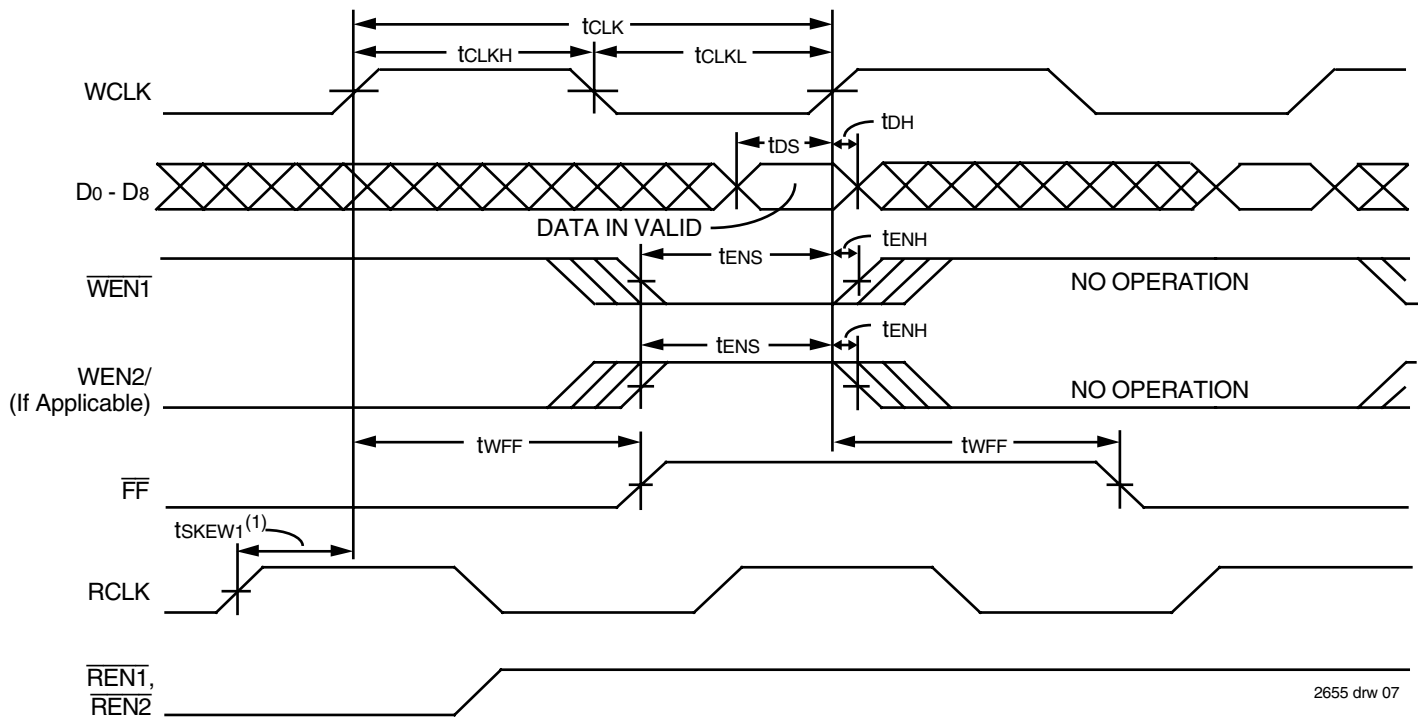 tCLK
tCLKH
tCLKL
WCLK
tDH
tDS
D0 - D8
DATA IN VALID
tENH
tENS
WEN1
NO OPERATION
tENH
tENS
WEN2/
(If Applicable)
NO OPERATION
tWFF
tWFF
FF
tSKEW1(1)
RCLK
REN1,
REN2
2655 drw 07